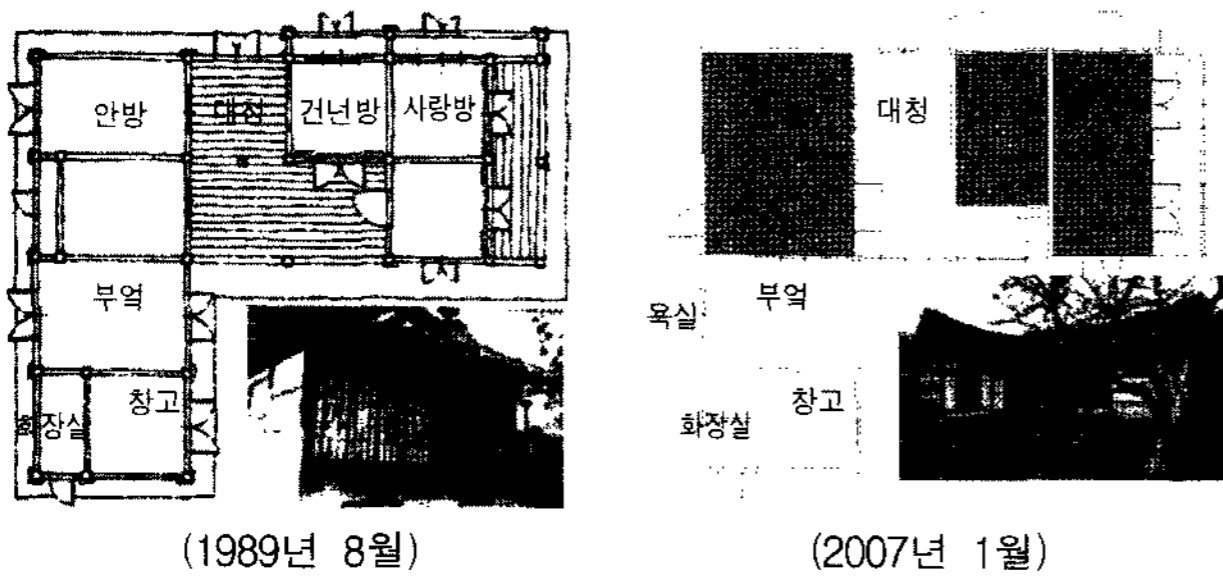 안방 대청 건넌방 사랑방
부엌
창고
화장실
(1989년 8월)
대청
부엌
욕실
창고
화장실
(2007년 1월)